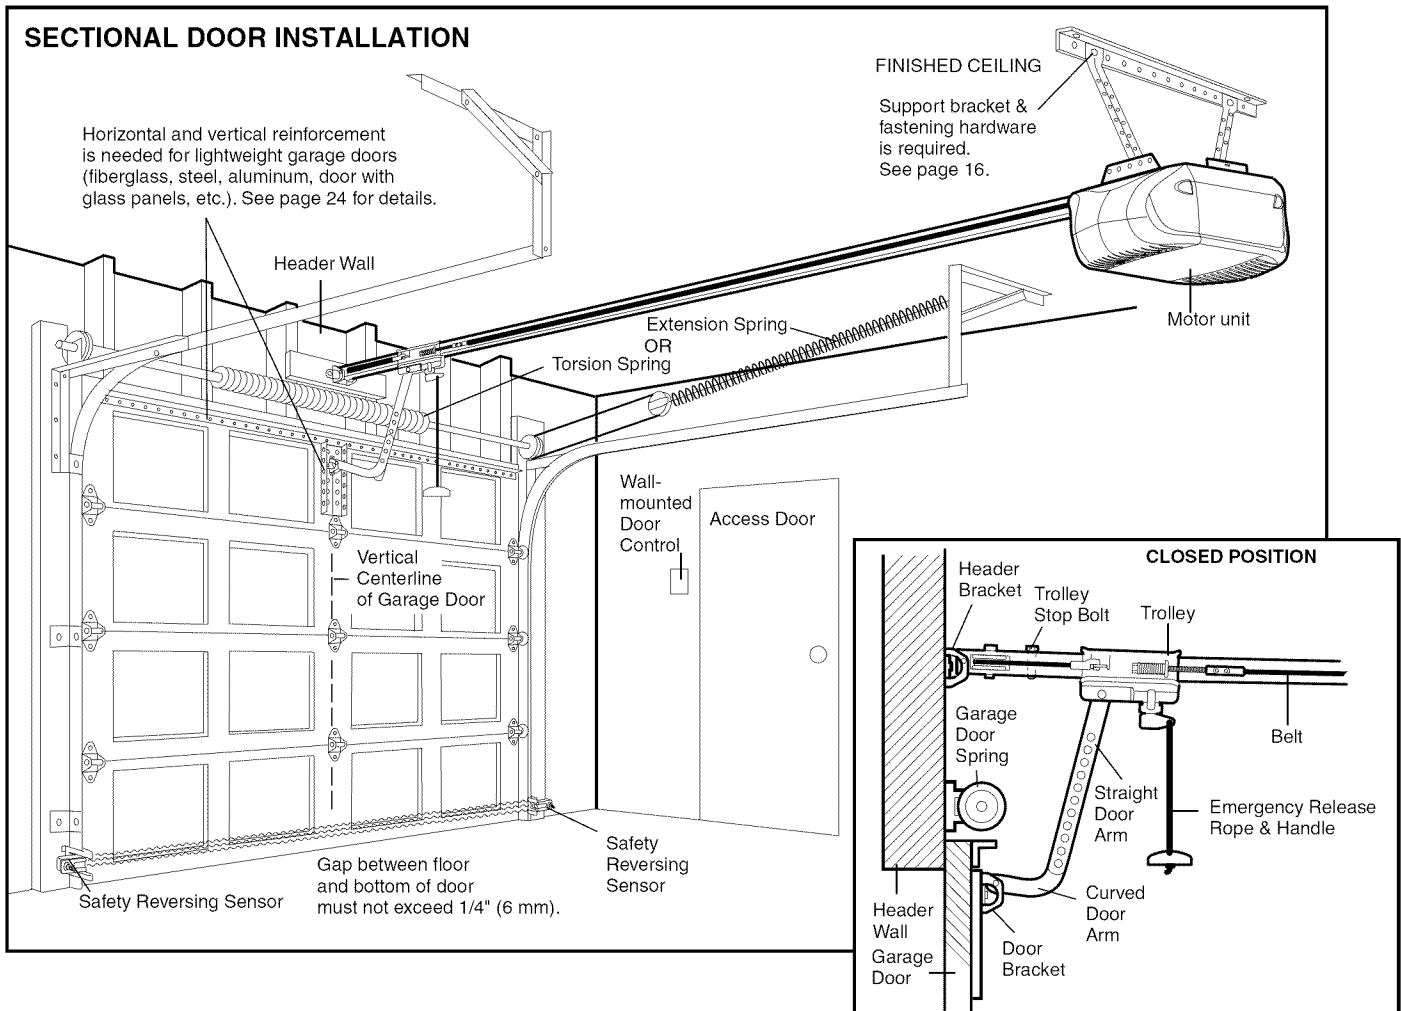 SECTIONAL DOOR INSTALLATION
FINISHED CEILING
Support bracket &
fastening hardware
is required.
See page 16.
Horizontal and vertical reinforcement
is needed for lightweight garage doors
(fiberglass, steel, aluminum, door with
glass panels, etc.). See page 24 for details.
Header Wall
Extension Spring
OR
Torsion Spring
Motor unit
Wall-
mounted
Door
Control
Access Door
Vertical
Centerline
of Garage Door
Safety
Reversing
Sensor
Gap between floor
and bottom of door
must not exceed 1/4" (6 mm).
Safety Reversing Sensor
CLOSED POSITION
Header
Bracket
Trolley
Stop Bolt
Trolley
Garage
Door
Spring
Belt
Straight
Door
Arm
Emergency Release
Rope & Handle
Curved
Door
Arm
Header
Wall
Door
Bracket
Garage
Door